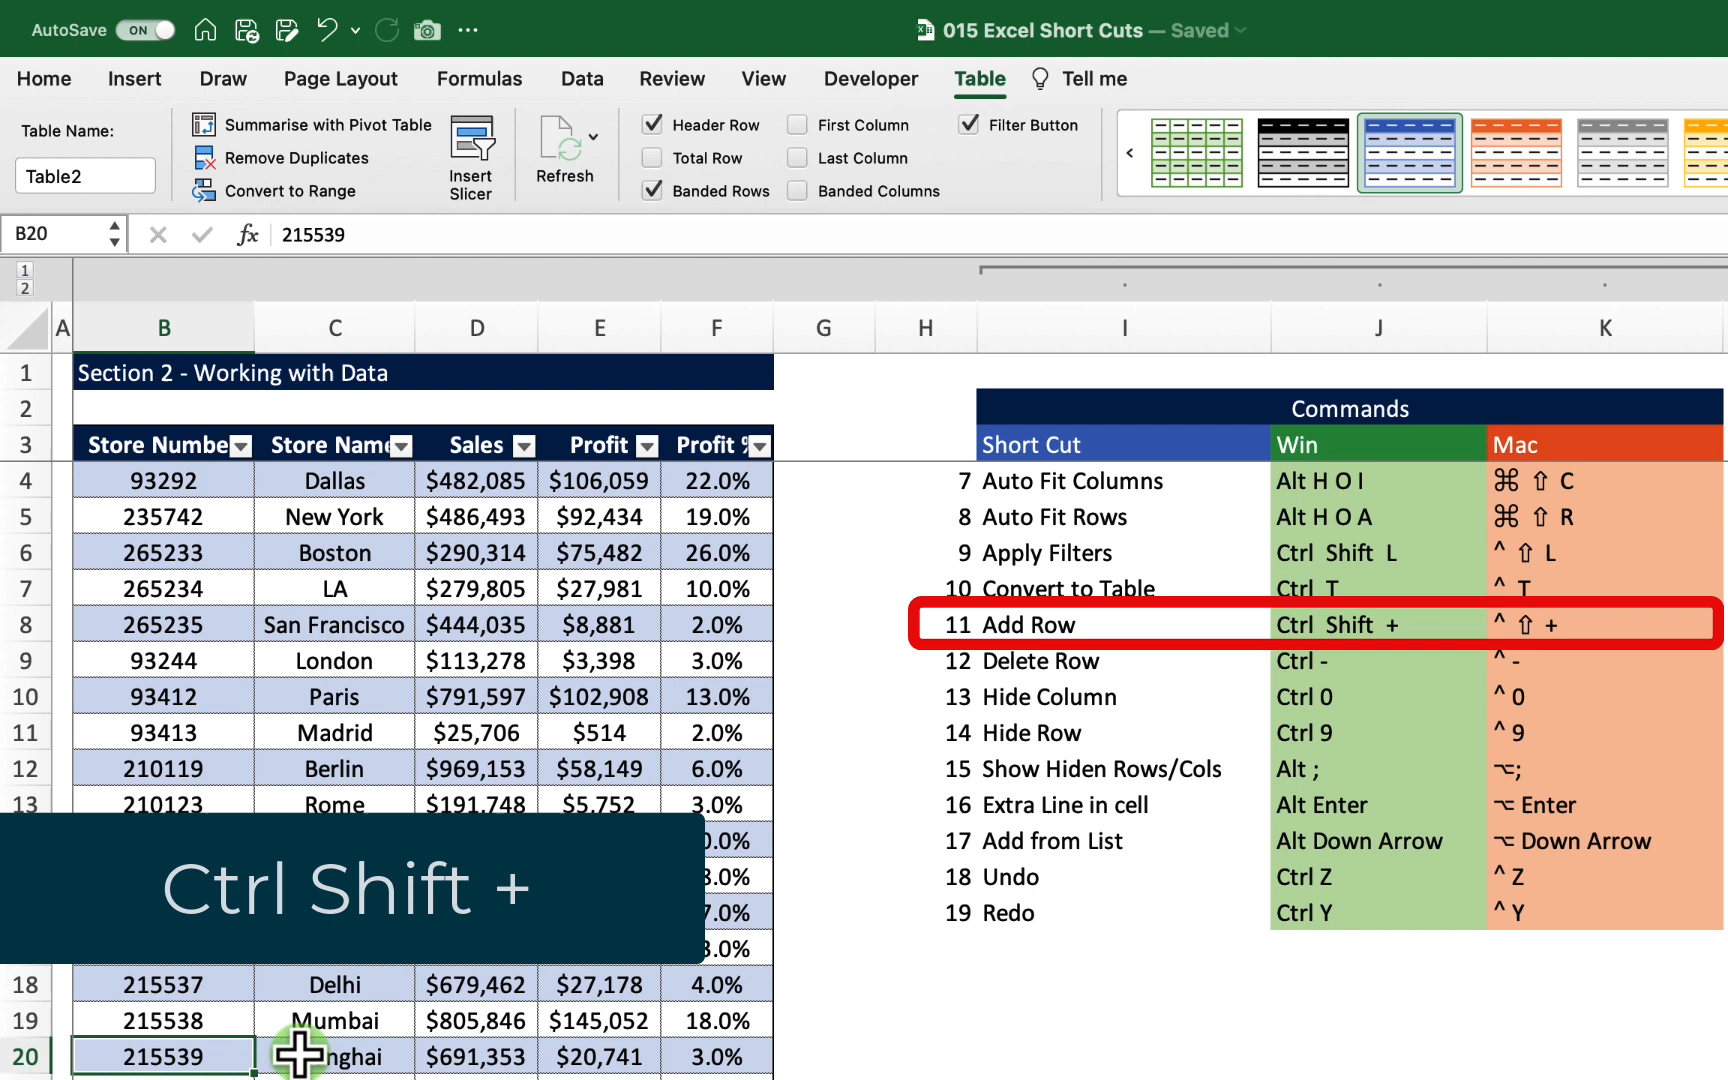 AutoSave ON 015 Excel Short Cuts — Saved
Home Insert Draw Page Layout Formulas Data Review View Developer Table Tell me
Table Name: Summarise with Pivot Table Header Row First Column Filter Button
Remove Duplicates Total Row Last Column
Table2 Convert to Range Insert Slicer Refresh Banded Rows Banded Columns
B20 fx 215539
1
2
A B C D E F G H I J K
1 Section 2 - Working with Data
2 Commands
3 Store Numbe Store Name Sales Profit Profit % Short Cut Win Mac
4 93292 Dallas $482,085 $106,059 22.0% 7 Auto Fit Columns Alt H O I ⌘ ⇧ C
5 235742 New York $486,493 $92,434 19.0% 8 Auto Fit Rows Alt H O A ⌘ ⇧ R
6 265233 Boston $290,314 $75,482 26.0% 9 Apply Filters Ctrl Shift L ^ ⇧ L
7 265234 LA $279,805 $27,981 10.0% 10 Convert to Table Ctrl T ^ T
8 265235 San Francisco $444,035 $8,881 2.0% 11 Add Row Ctrl Shift + ^ ⇧ +
9 93244 London $113,278 $3,398 3.0% 12 Delete Row Ctrl - ^ -
10 93412 Paris $791,597 $102,908 13.0% 13 Hide Column Ctrl 0 ^ 0
11 93413 Madrid $25,706 $514 2.0% 14 Hide Row Ctrl 9 ^ 9
12 210119 Berlin $969,153 $58,149 6.0% 15 Show Hiden Rows/Cols Alt ; ⌥;
13 210123 Rome $191,748 $5,752 3.0% 16 Extra Line in cell Alt Enter ⌥ Enter
0.0% 17 Add from List Alt Down Arrow ⌥ Down Arrow
Ctrl Shift + 8.0% 18 Undo Ctrl Z ^ Z
7.0% 19 Redo Ctrl Y ^ Y
3.0%
18 215537 Delhi $679,462 $27,178 4.0%
19 215538 Mumbai $805,846 $145,052 18.0%
20 215539 nghai $691,353 $20,741 3.0%